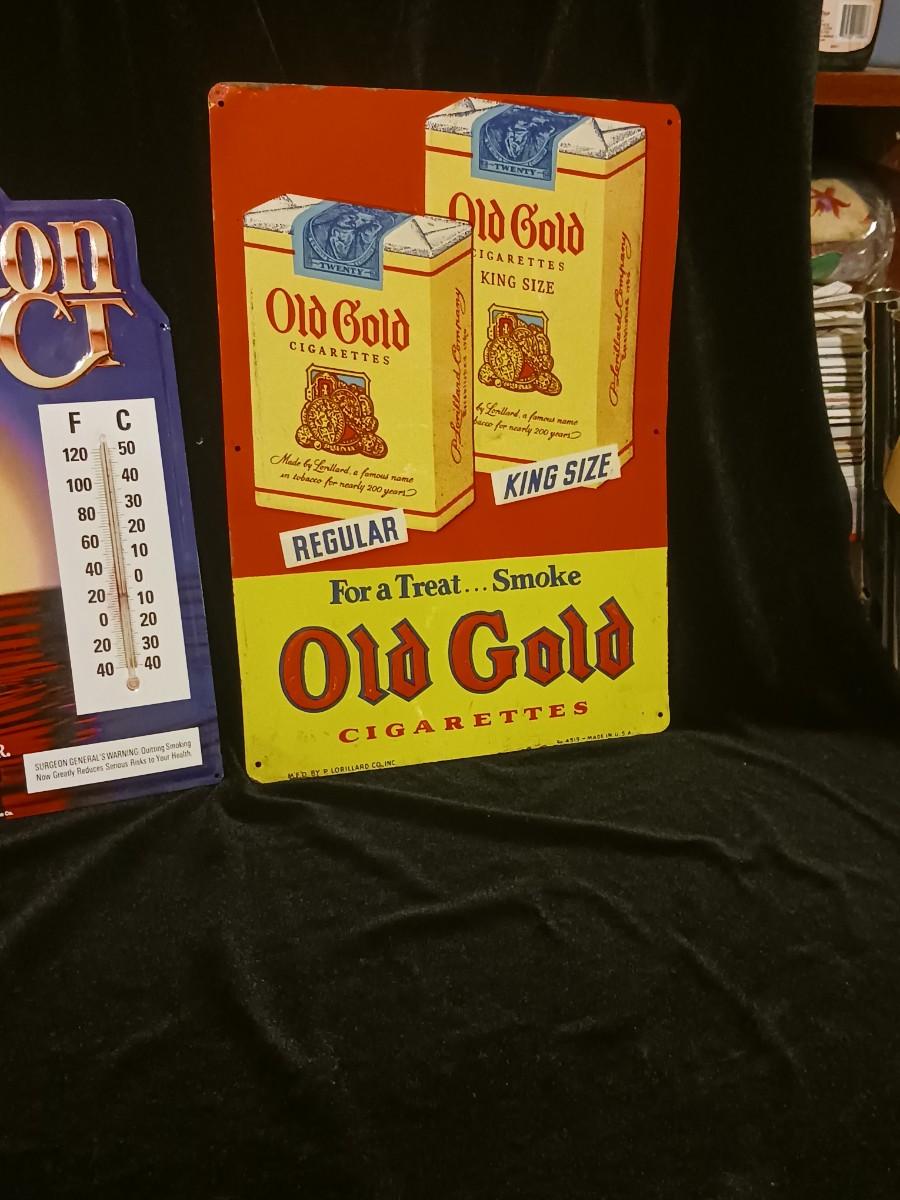 on
CT
F C
120 50
100 40
80 30
60 20
40 10
20 0
0 10
20 20
40 30
40
R.
SURGEON GENERAL'S WARNING: Quitting Smoking
Now Greatly Reduces Serious Risks to Your Health.
TWENTY
Old Gold
CIGARETTES
KING SIZE
by Lorillard, a famous name
bacco for nearly 200 years
P. Lorillard Company
KING SIZE
TWENTY
Old Gold
CIGARETTES
Made by Lorillard, a famous name
in tobacco for nearly 200 years
P. Lorillard Company
REGULAR
For a Treat... Smoke
Old Gold
CIGARETTES
M.F.D. BY P. LORILLARD CO., INC.
MADE IN U.S.A.